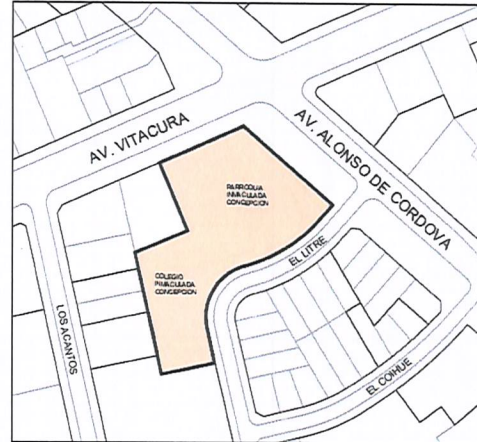 AV. VITACURA
AV. ALONSO DE CORDOVA
PARROQUIA
INMACULADA
CONCEPCION
EL LITRE
COLEGIO
INMACULADA
CONCEPCION
LOS ACANTOS
EL COIHUE